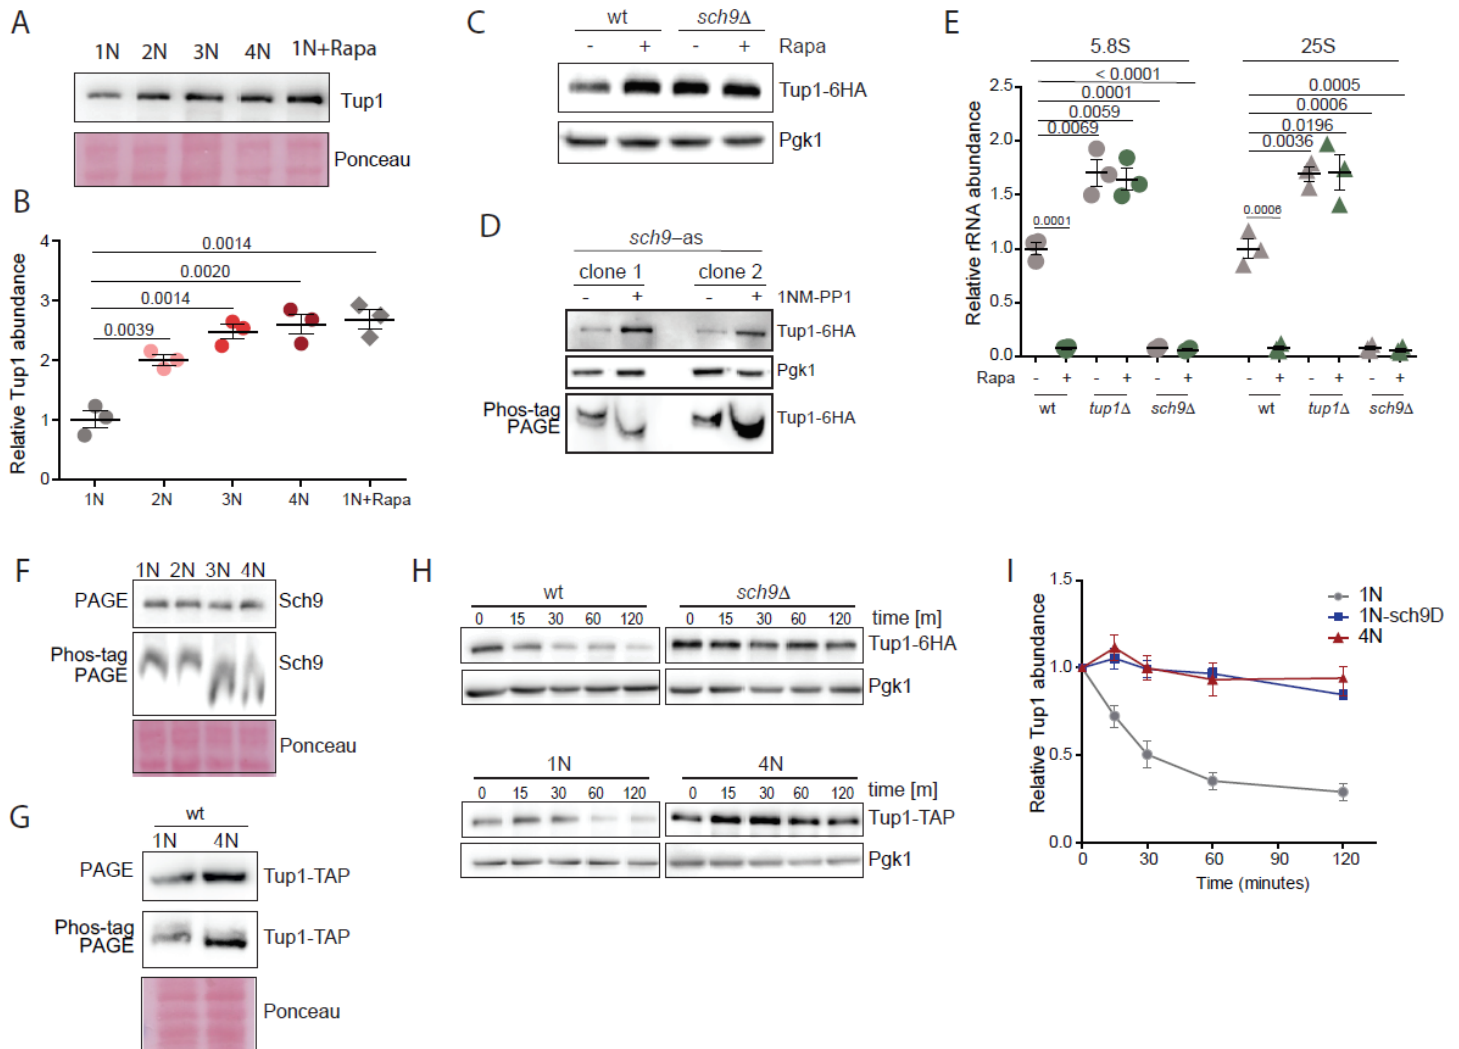 A
1N 2N 3N 4N 1N+Rapa
Tup1
Ponceau
B
Relative Tup1 abundance
4
3
2
1
0
0.0014
0.0020
0.0014
0.0039
1N 2N 3N 4N 1N+Rapa
C
wt sch9Δ
- + - + Rapa
Tup1-6HA
Pgk1
D
sch9–as
clone 1 clone 2
- + - + 1NM-PP1
Tup1-6HA
Pgk1
Phos-tag
PAGE
Tup1-6HA
E
5.8S 25S
Relative rRNA abundance
2.5
2.0
1.5
1.0
0.5
0.0
< 0.0001
0.0001
0.0059
0.0069
0.0001
0.0005
0.0006
0.0196
0.0036
0.0006
Rapa - + - + - + - + - + - +
wt tup1Δ sch9Δ wt tup1Δ sch9Δ
F
1N 2N 3N 4N
PAGE Sch9
Phos-tag
PAGE
Sch9
Ponceau
G
wt
1N 4N
PAGE Tup1-TAP
Phos-tag
PAGE
Tup1-TAP
Ponceau
H
wt sch9Δ
0 15 30 60 120 0 15 30 60 120 time [m]
Tup1-6HA
Pgk1
1N 4N
0 15 30 60 120 0 15 30 60 120 time [m]
Tup1-TAP
Pgk1
I
Relative Tup1 abundance
1.5
1.0
0.5
0.0
1N
1N-sch9D
4N
0 30 60 90 120
Time (minutes)